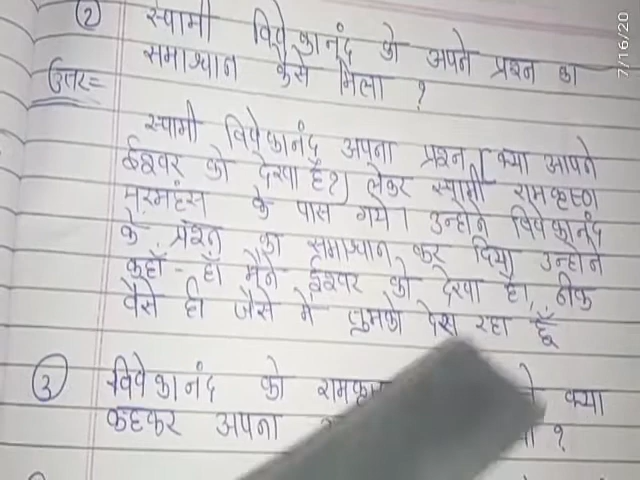 ② स्वामी विवेकानंद को अपने प्रश्न का
समाश्वान कैसे मिला ?
उत्तर=
स्वामी विवेकानंद अपना प्रश्न (क्या आपने
ईश्वर को देखा है?) लेकर स्वामी रामकृष्ण
परमहंस के पास गये। उन्होने विवेकानंद
के प्रश्न का समाश्वान कर दिया उन्होने
कहाँ - हाँ मैने ईश्वर को देखा है, ठीक
वैसे ही जैसे मे तुमको देख रहा हूँ
③ विवेकानंद को क्या
कहकर अपना ?
7/16/20